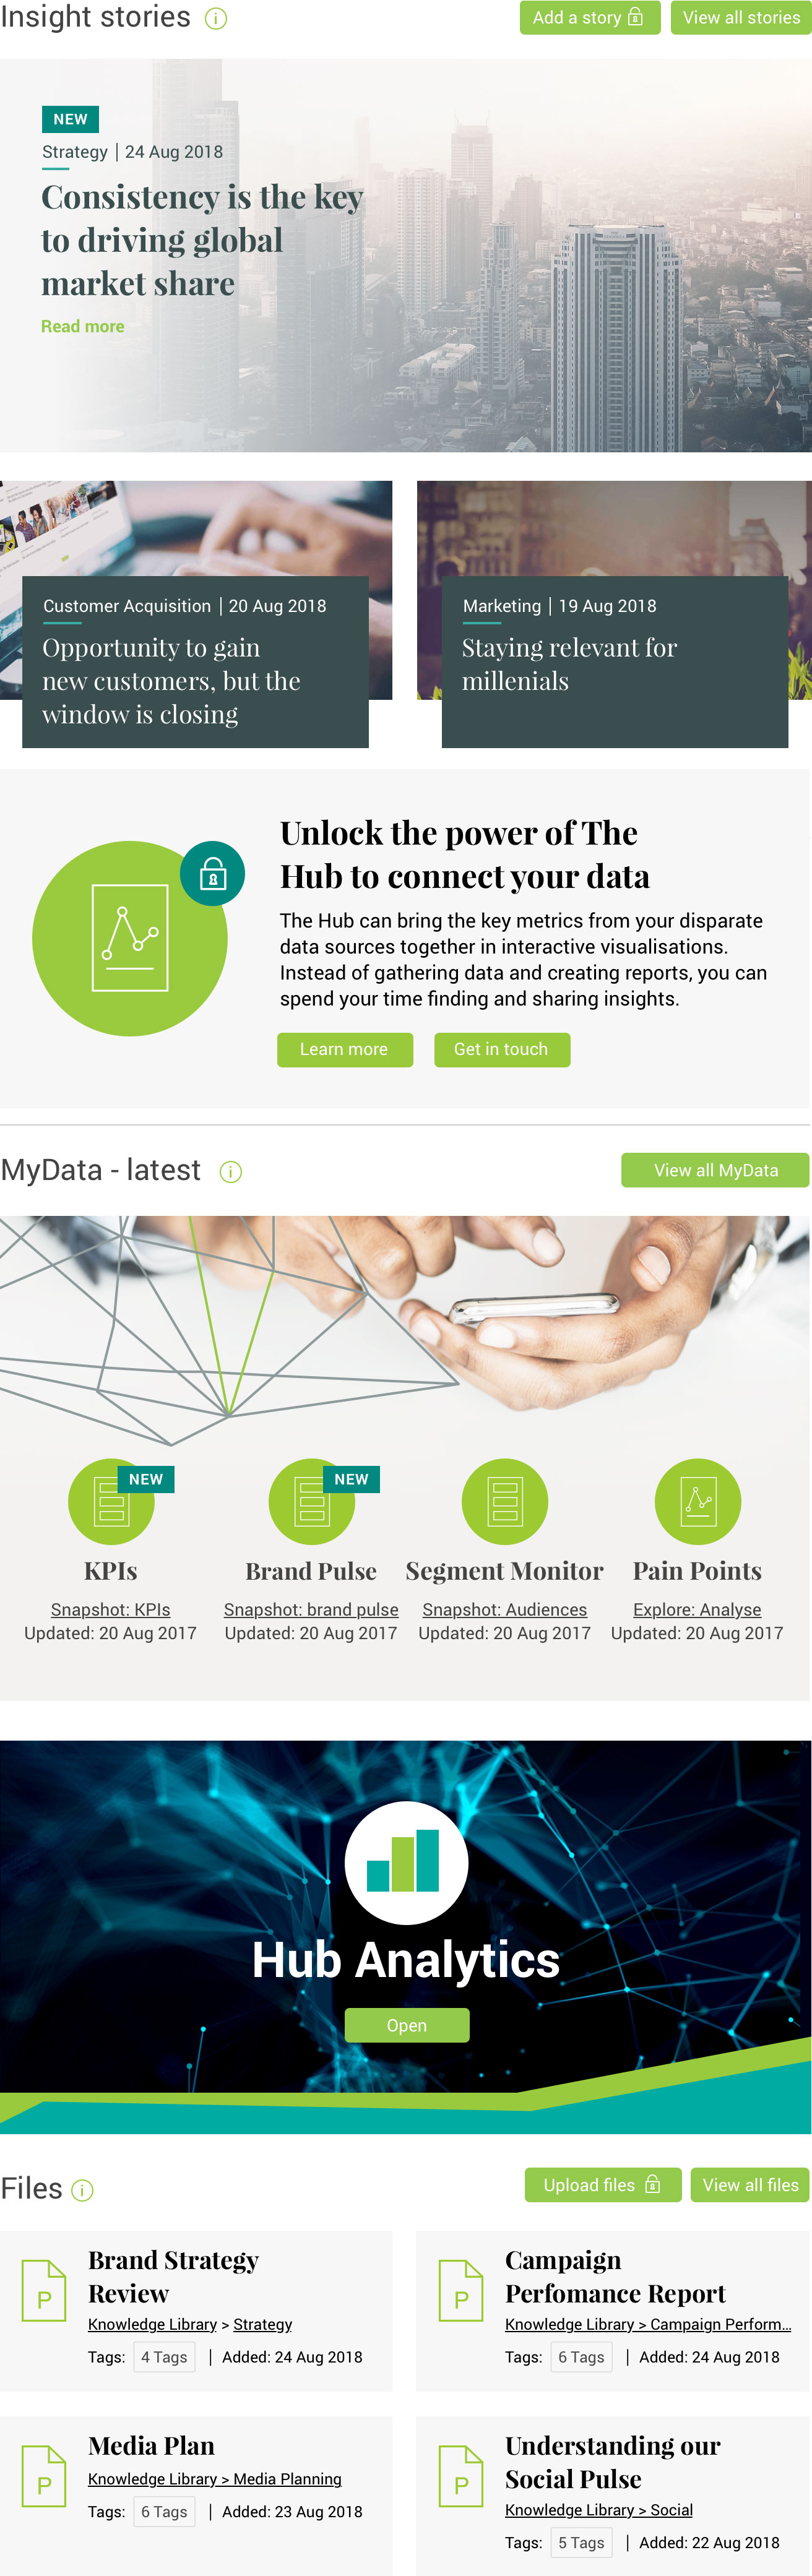 Insight stories
Add a story
View all stories
NEW
Strategy | 24 Aug 2018
Consistency is the key
to driving global
market share
Read more
Customer Acquisition | 20 Aug 2018
Opportunity to gain
new customers, but the
window is closing
Marketing | 19 Aug 2018
Staying relevant for
millenials
Unlock the power of The
Hub to connect your data
The Hub can bring the key metrics from your disparate
data sources together in interactive visualisations.
Instead of gathering data and creating reports, you can
spend your time finding and sharing insights.
Learn more
Get in touch
MyData - latest
View all MyData
NEW
KPIs
Snapshot: KPIs
Updated: 20 Aug 2017
NEW
Brand Pulse
Snapshot: brand pulse
Updated: 20 Aug 2017
Segment Monitor
Snapshot: Audiences
Updated: 20 Aug 2017
Pain Points
Explore: Analyse
Updated: 20 Aug 2017
Hub Analytics
Open
Files
Upload files
View all files
P
Brand Strategy
Review
Knowledge Library > Strategy
Tags: 4 Tags | Added: 24 Aug 2018
P
Campaign
Perfomance Report
Knowledge Library > Campaign Perform...
Tags: 6 Tags | Added: 24 Aug 2018
P
Media Plan
Knowledge Library > Media Planning
Tags: 6 Tags | Added: 23 Aug 2018
P
Understanding our
Social Pulse
Knowledge Library > Social
Tags: 5 Tags | Added: 22 Aug 2018